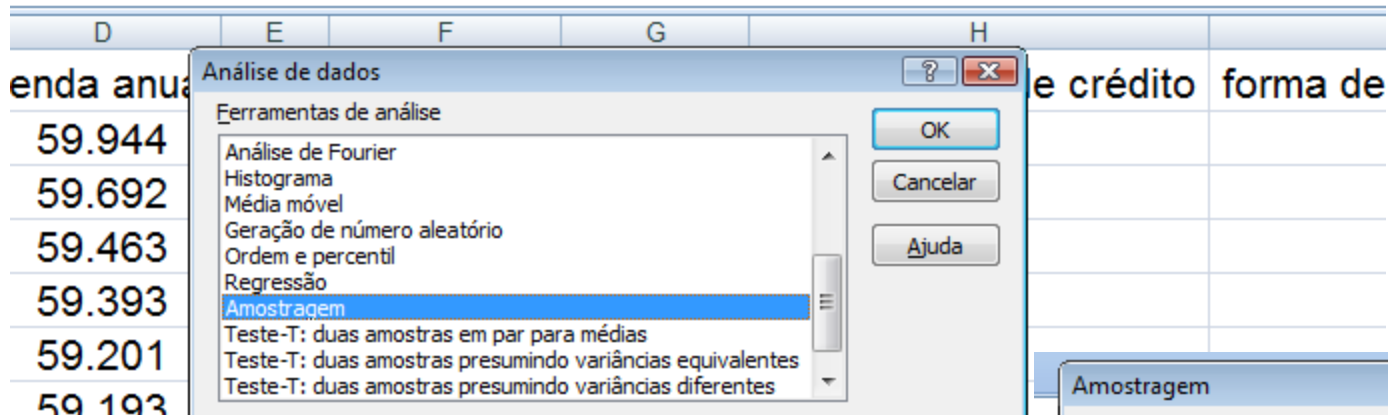 D E F G H
Análise de dados
enda anua le crédito forma de
Ferramentas de análise
OK
59.944
Análise de Fourier
Histograma
Cancelar
59.692
Média móvel
Geração de número aleatório
Ajuda
59.463
Ordem e percentil
Regressão
59.393
Amostragem
Teste-T: duas amostras em par para médias
59.201
Teste-T: duas amostras presumindo variâncias equivalentes
Teste-T: duas amostras presumindo variâncias diferentes
Amostragem
59.193